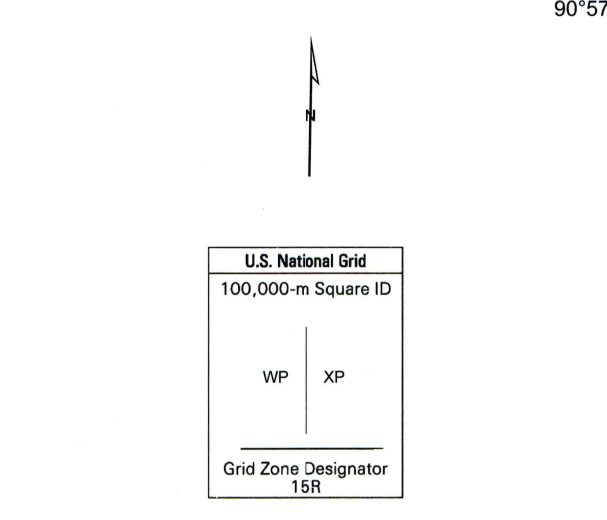 90°57
N
U.S. National Grid
100,000-m Square ID
WP XP
Grid Zone Designator
15R